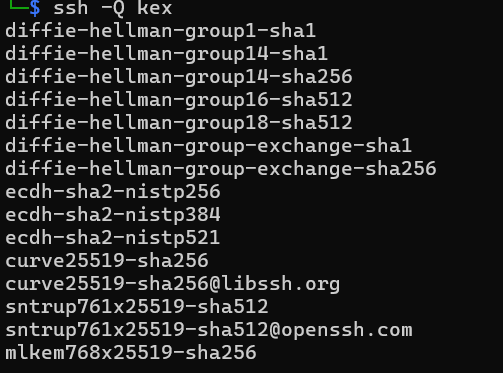 └─$ ssh -Q kex
diffie-hellman-group1-sha1
diffie-hellman-group14-sha1
diffie-hellman-group14-sha256
diffie-hellman-group16-sha512
diffie-hellman-group18-sha512
diffie-hellman-group-exchange-sha1
diffie-hellman-group-exchange-sha256
ecdh-sha2-nistp256
ecdh-sha2-nistp384
ecdh-sha2-nistp521
curve25519-sha256
curve25519-sha256@libssh.org
sntrup761x25519-sha512
sntrup761x25519-sha512@openssh.com
mlkem768x25519-sha256